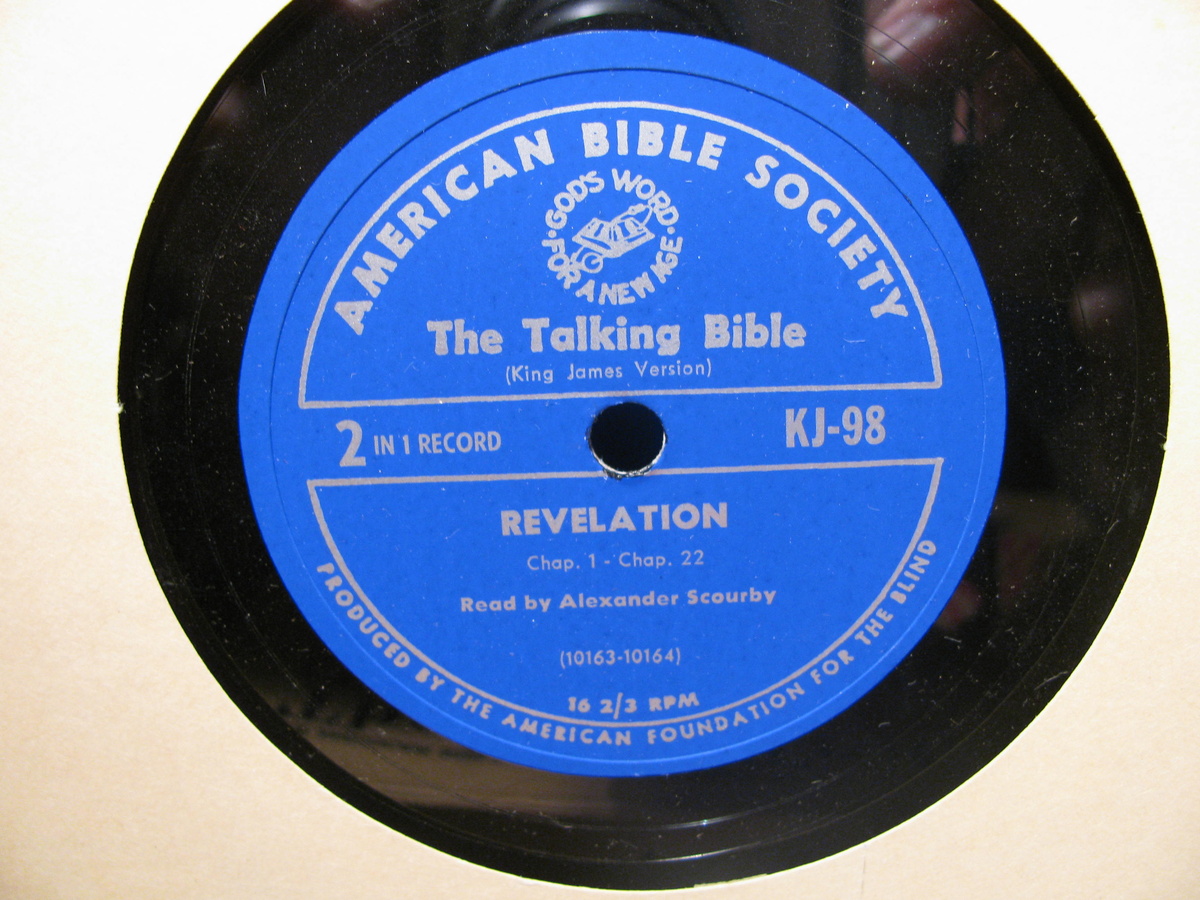 AMERICAN BIBLE SOCIETY
·GOD'S WORD·
FOR A NEW AGE
The Talking Bible
(King James Version)
2 IN 1 RECORD
KJ-98
REVELATION
Chap. 1 - Chap. 22
Read by Alexander Scourby
(10163-10164)
16 2/3 RPM
PRODUCED BY THE AMERICAN FOUNDATION FOR THE BLIND